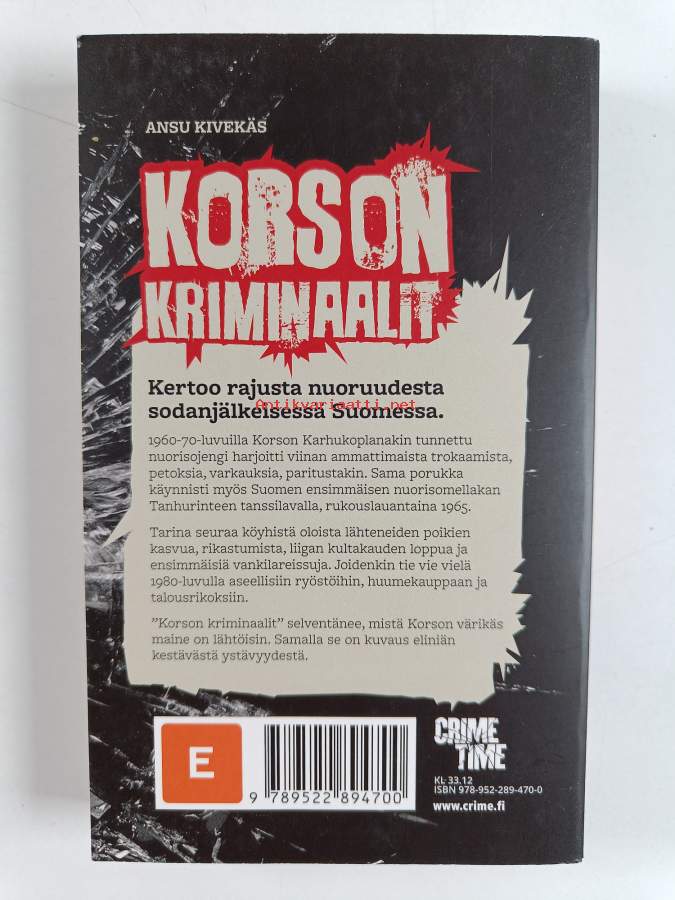 ANSU KIVEKÄS
KORSON
KRIMINAALIT
Kertoo rajusta nuoruudesta
sodanjälkeisessä Suomessa.
Antikvariaatti.net
1960-70-luvuilla Korson Karhukoplanakin tunnettu
nuorisojengi harjoitti viinan ammattimaista trokaamista,
petoksia, varkauksia, paritustakin. Sama porukka
käynnisti myös Suomen ensimmäisen nuorisomellakan
Tanhurinteen tanssilavalla, rukouslauantaina 1965.
Tarina seuraa köyhistä oloista lähteneiden poikien
kasvua, rikastumista, liigan kultakauden loppua ja
ensimmäisiä vankilareissuja. Joidenkin tie vie vielä
1980-luvulla aseellisiin ryöstöihin, huumekauppaan ja
talousrikoksiin.
”Korson kriminaalit” selventänee, mistä Korson värikäs
maine on lähtöisin. Samalla se on kuvaus eliniän
kestävästä ystävyydestä.
E
9 789522 894700
CRIME
TIME
KL 33.12
ISBN 978-952-289-470-0
www.crime.fi